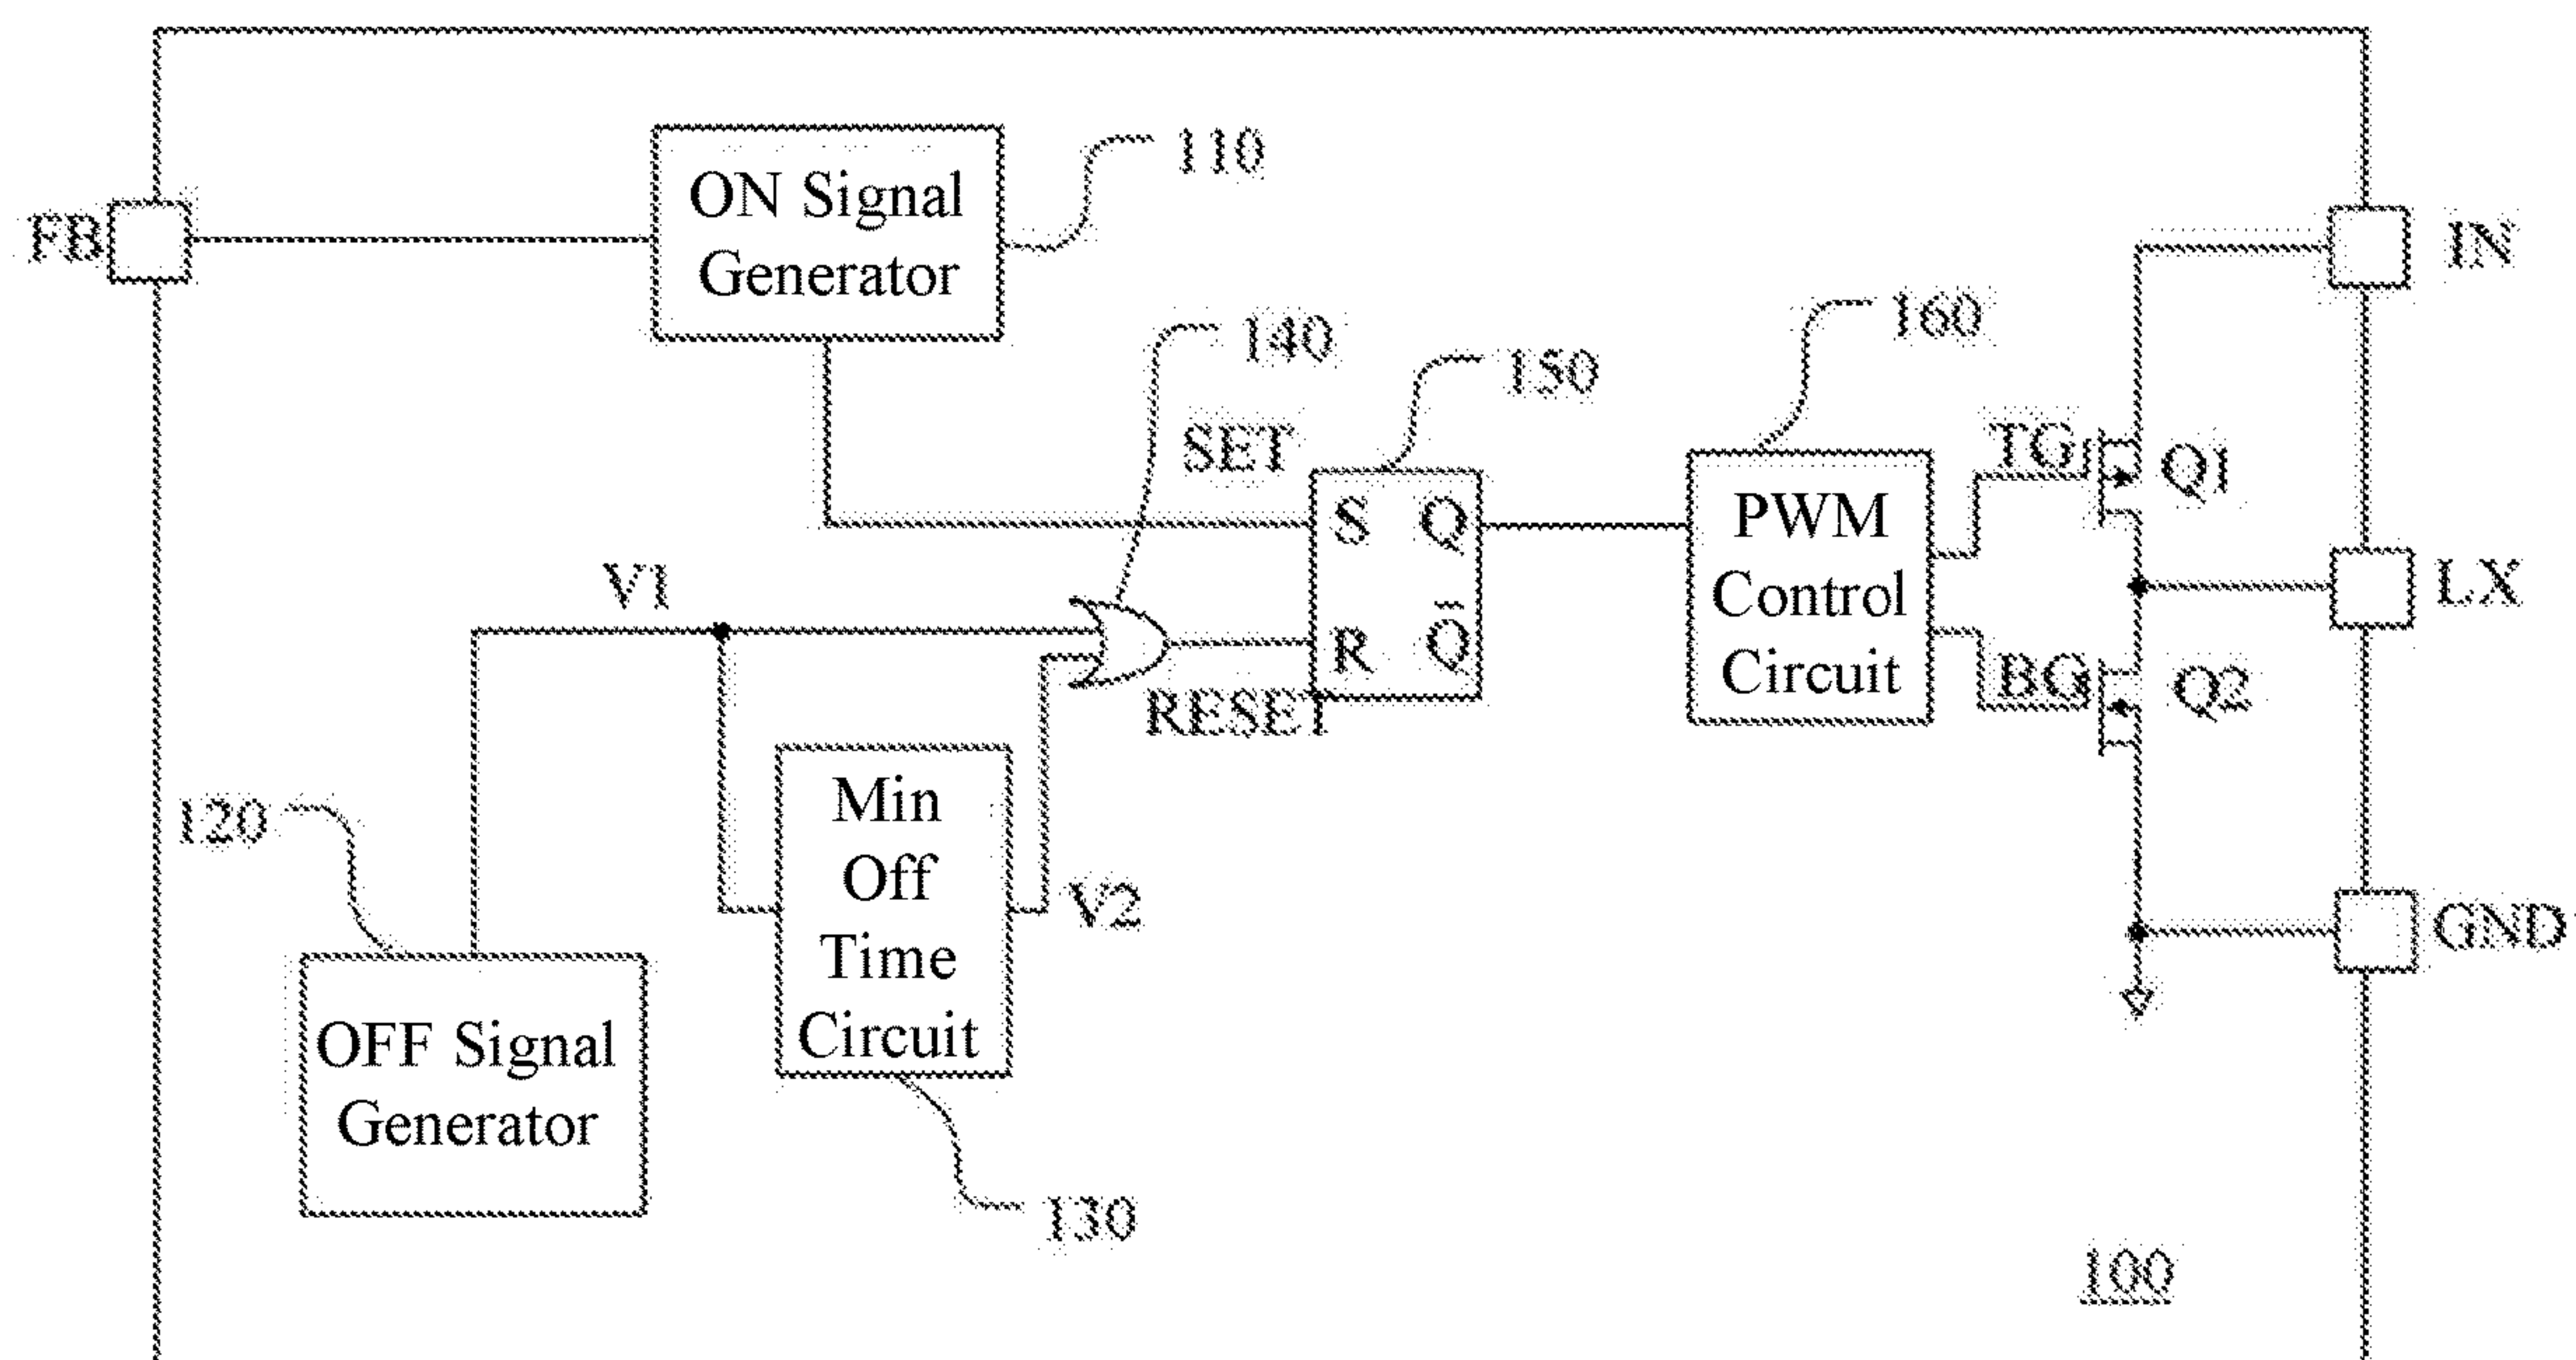 110
ON Signal
Generator
FB
IN
140
160
150
SET
TG
Q1
S Q
PWM
Control
Circuit
V1
LX
R Q̄
RESET
BG
Q2
Min
Off
Time
Circuit
120
V2
GND
OFF Signal
Generator
130
100